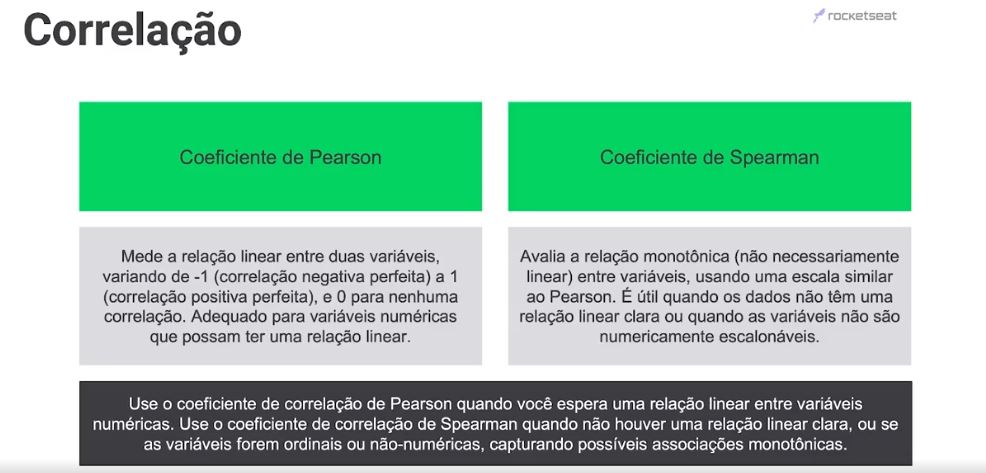 Correlação
rocketseat
Coeficiente de Pearson
Coeficiente de Spearman
Mede a relação linear entre duas variáveis,
variando de -1 (correlação negativa perfeita) a 1
(correlação positiva perfeita), e 0 para nenhuma
correlação. Adequado para variáveis numéricas
que possam ter uma relação linear.
Avalia a relação monotônica (não necessariamente
linear) entre variáveis, usando uma escala similar
ao Pearson. É útil quando os dados não têm uma
relação linear clara ou quando as variáveis não são
numericamente escalonáveis.
Use o coeficiente de correlação de Pearson quando você espera uma relação linear entre variáveis
numéricas. Use o coeficiente de correlação de Spearman quando não houver uma relação linear clara, ou se
as variáveis forem ordinais ou não-numéricas, capturando possíveis associações monotônicas.